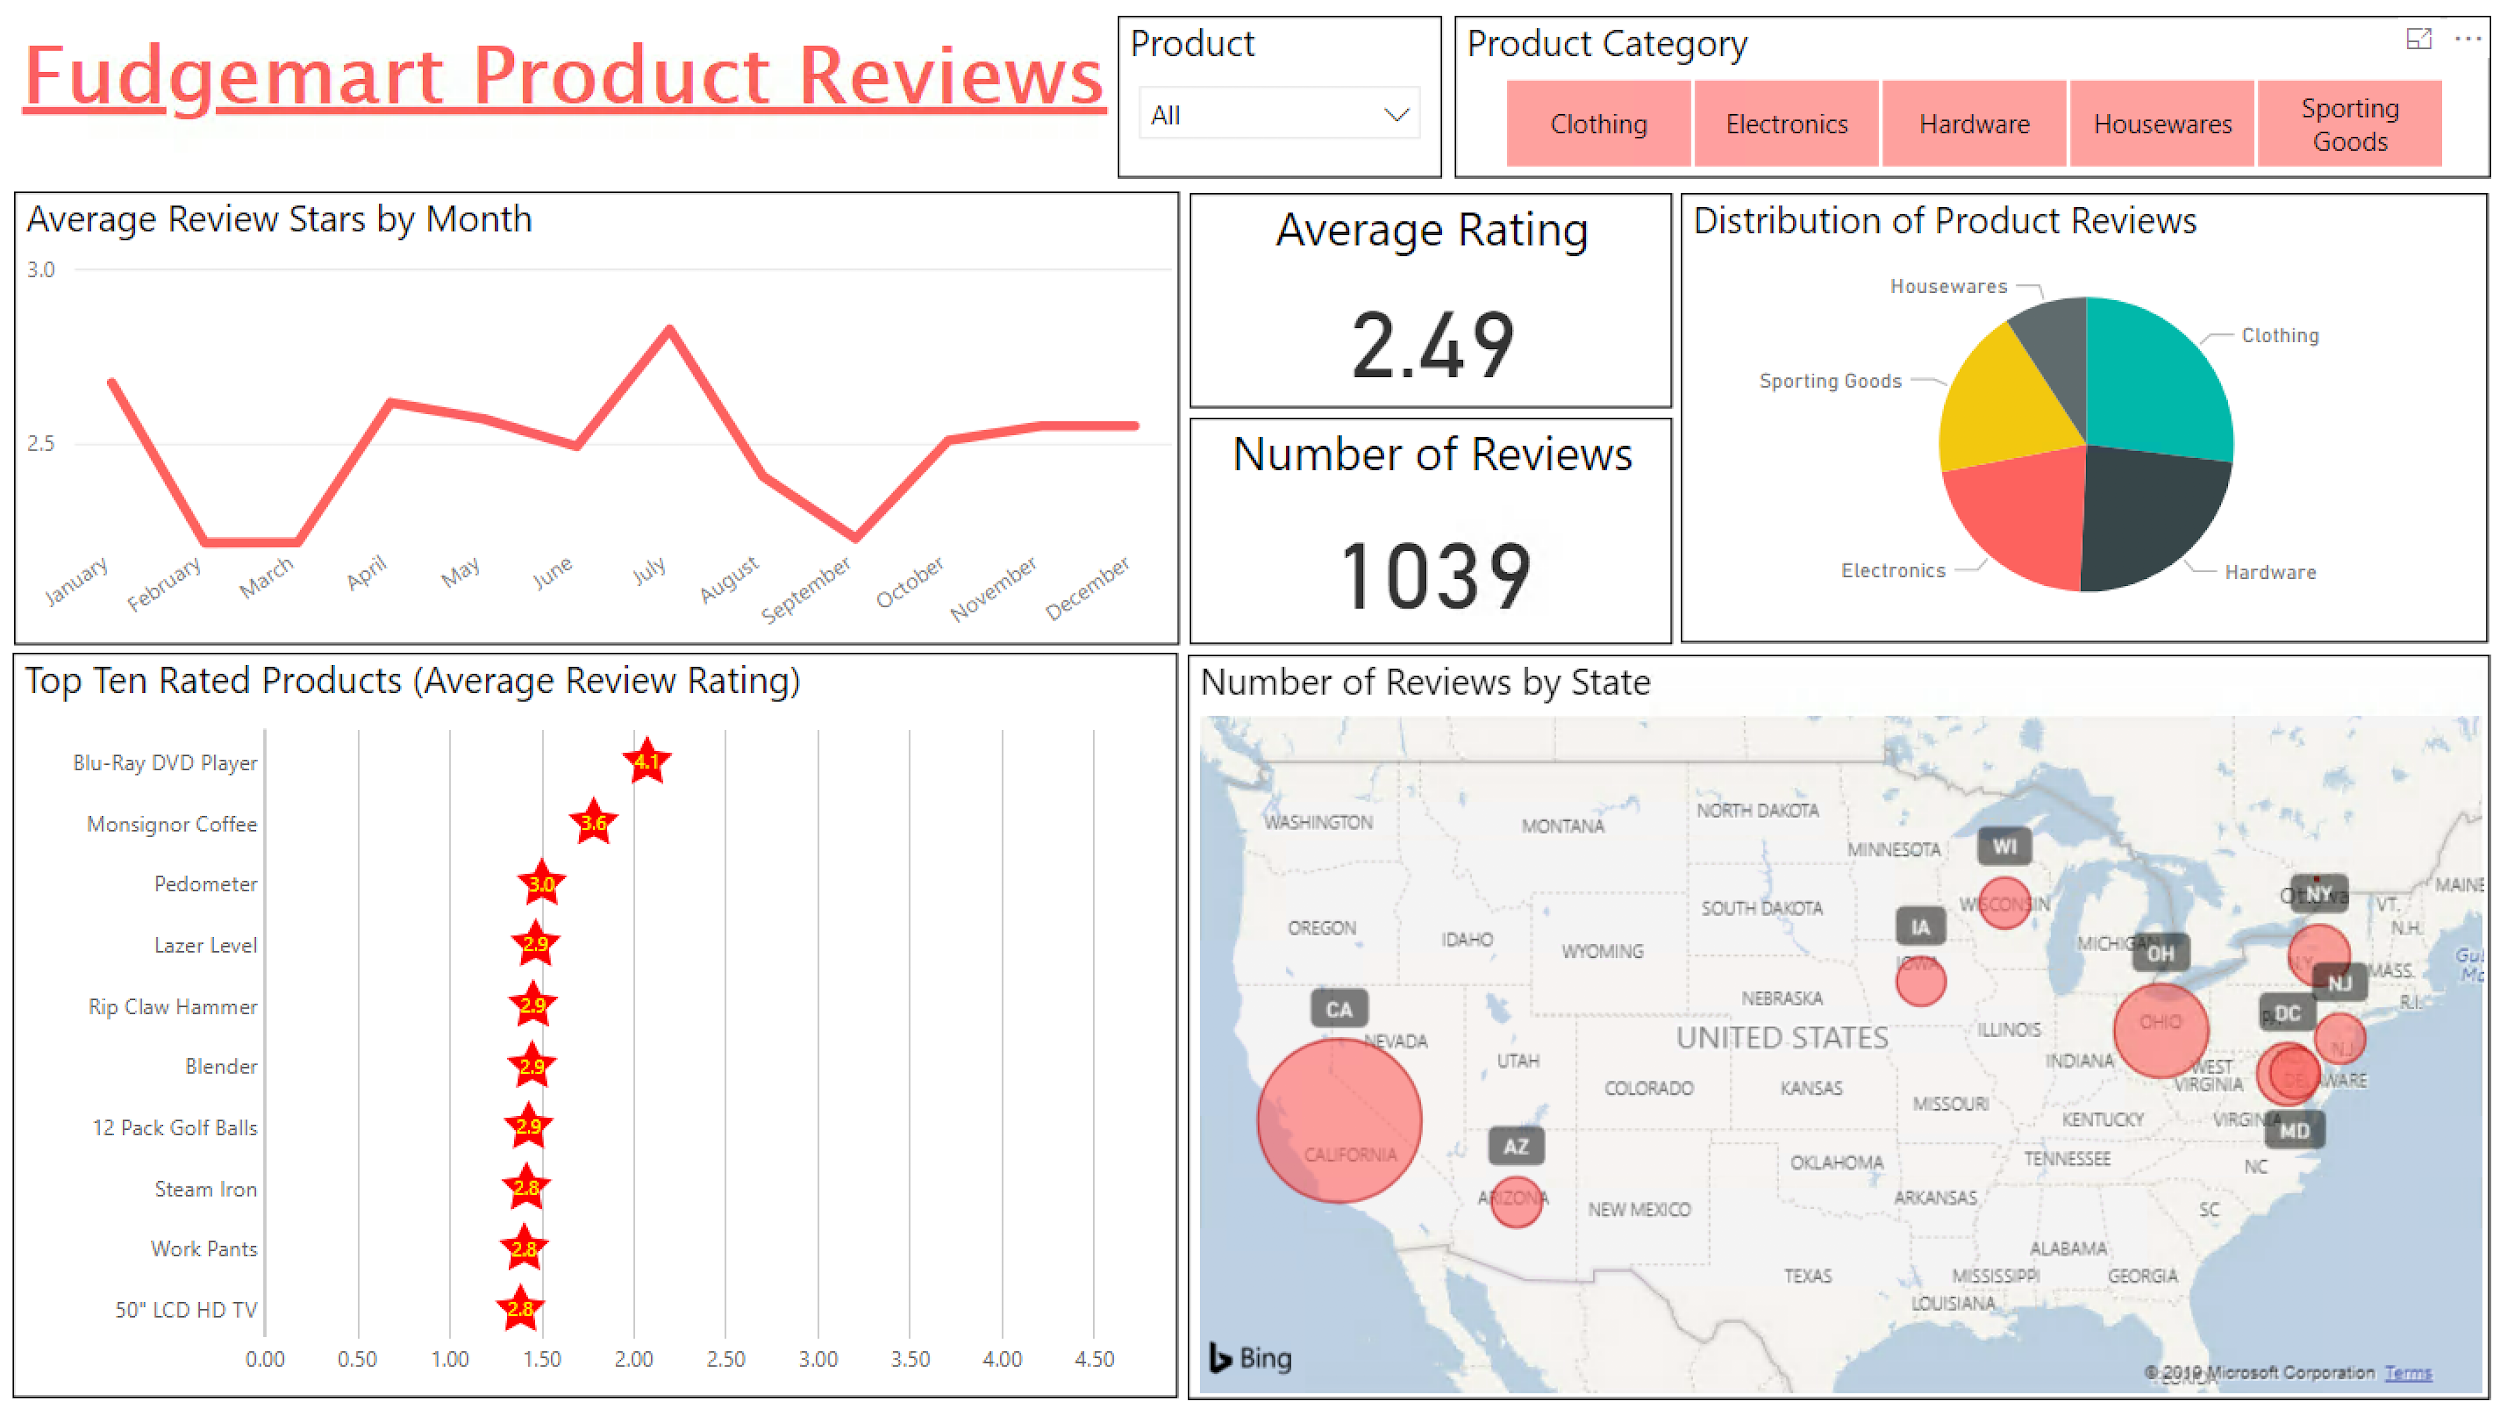 Fudgemart Product Reviews
Product
All
Product Category
Clothing
Electronics
Hardware
Housewares
Sporting
Goods
Average Review Stars by Month
3.0
2.5
January
February
March
April
May
June
July
August
September
October
November
December
Average Rating
2.49
Number of Reviews
1039
Distribution of Product Reviews
Housewares
Clothing
Sporting Goods
Electronics
Hardware
Top Ten Rated Products (Average Review Rating)
Blu-Ray DVD Player
4.1
Monsignor Coffee
3.6
Pedometer
3.0
Lazer Level
2.9
Rip Claw Hammer
2.9
Blender
2.9
12 Pack Golf Balls
2.9
Steam Iron
2.8
Work Pants
2.8
50" LCD HD TV
2.8
0.00
0.50
1.00
1.50
2.00
2.50
3.00
3.50
4.00
4.50
Number of Reviews by State
WASHINGTON
MONTANA
NORTH DAKOTA
MINNESOTA
WI
WISCONSIN
OREGON
IDAHO
WYOMING
SOUTH DAKOTA
IA
IOWA
MICHIGAN
OH
Ottawa
NY
N.Y.
MAINE
VT.
N.H.
MASS.
R.I.
NJ
N.J.
DC
CA
NEVADA
UTAH
NEBRASKA
UNITED STATES
ILLINOIS
INDIANA
OHIO
WEST
VIRGINIA
DELAWARE
COLORADO
KANSAS
MISSOURI
KENTUCKY
VIRGINIA
MD
CALIFORNIA
AZ
ARIZONA
NEW MEXICO
OKLAHOMA
ARKANSAS
TENNESSEE
NC
SC
TEXAS
ALABAMA
MISSISSIPPI
GEORGIA
LOUISIANA
Bing
© 2019 Microsoft Corporation Terms